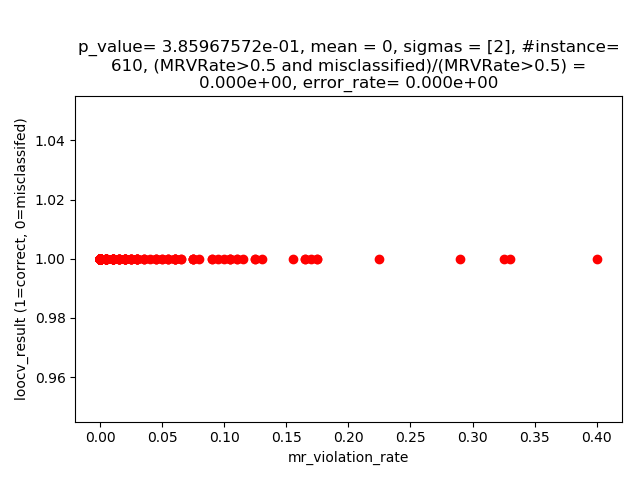 p_value= 3.85967572e-01, mean = 0, sigmas = [2], #instance=
610, (MRVRate>0.5 and misclassified)/(MRVRate>0.5) =
0.000e+00, error_rate= 0.000e+00
loocv_result (1=correct, 0=misclassifed)
1.04
1.02
1.00
0.98
0.96
0.00 0.05 0.10 0.15 0.20 0.25 0.30 0.35 0.40
mr_violation_rate